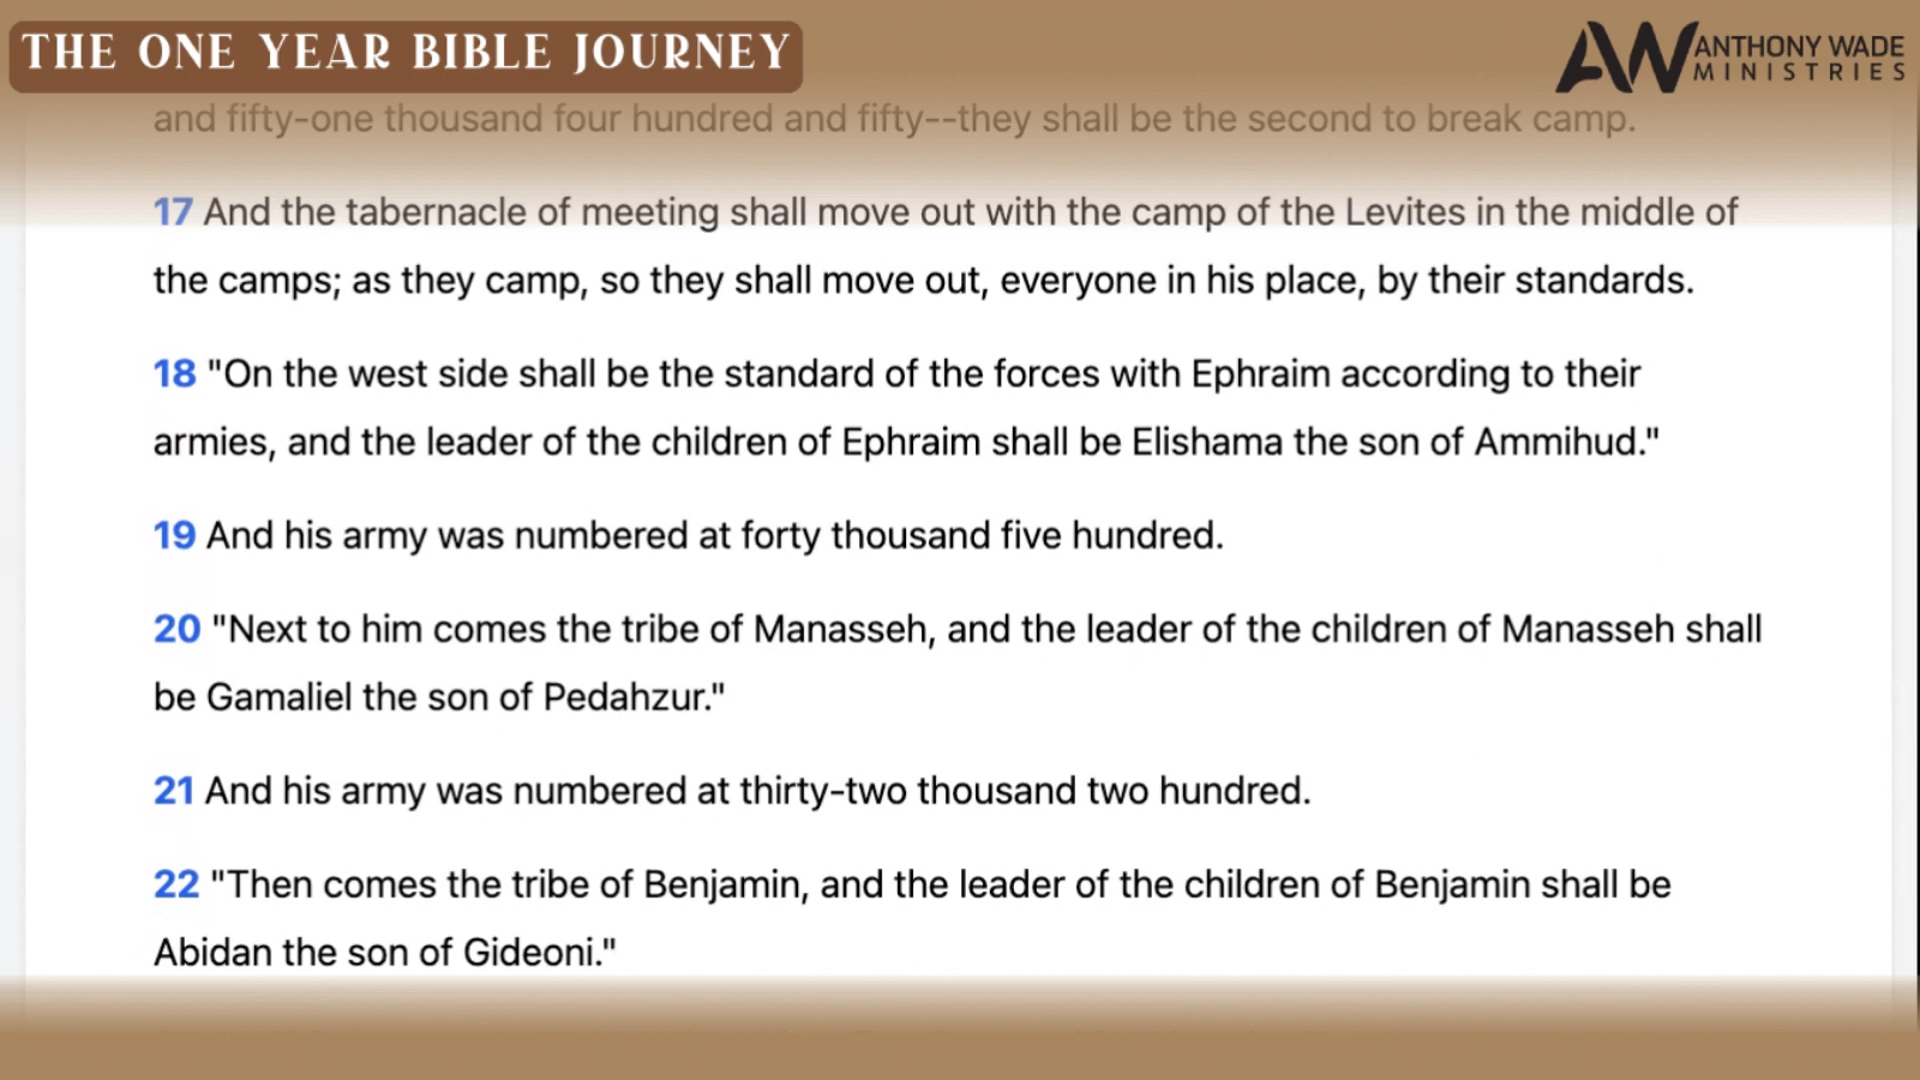 THE ONE YEAR BIBLE JOURNEY
AW ANTHONY WADE
MINISTRIES
and fifty-one thousand four hundred and fifty--they shall be the second to break camp.
17 And the tabernacle of meeting shall move out with the camp of the Levites in the middle of
the camps; as they camp, so they shall move out, everyone in his place, by their standards.
18 "On the west side shall be the standard of the forces with Ephraim according to their
armies, and the leader of the children of Ephraim shall be Elishama the son of Ammihud."
19 And his army was numbered at forty thousand five hundred.
20 "Next to him comes the tribe of Manasseh, and the leader of the children of Manasseh shall
be Gamaliel the son of Pedahzur."
21 And his army was numbered at thirty-two thousand two hundred.
22 "Then comes the tribe of Benjamin, and the leader of the children of Benjamin shall be
Abidan the son of Gideoni."